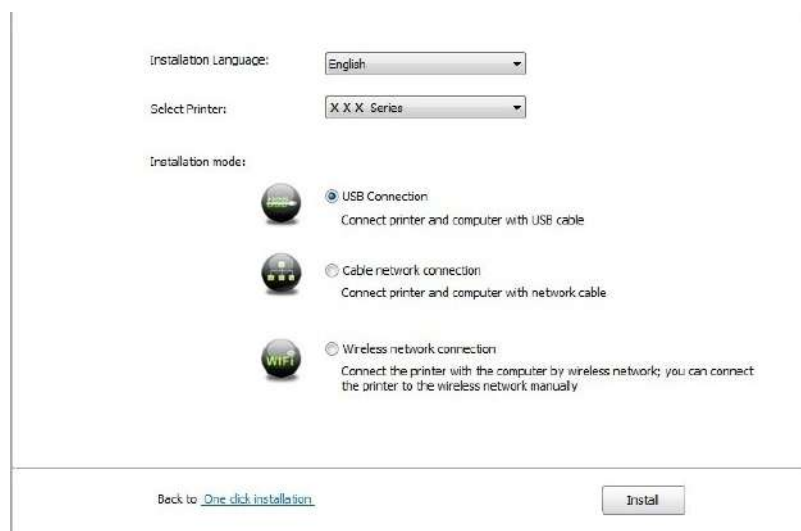 Installation Language:
English
Select Printer:
X X X Series
Installation mode:
USB Connection
Connect printer and computer with USB cable
Cable network connection
Connect printer and computer with network cable
WiFi
Wireless network connection
Connect the printer with the computer by wireless network; you can connect
the printer to the wireless network manually
Back to One click installation
Install